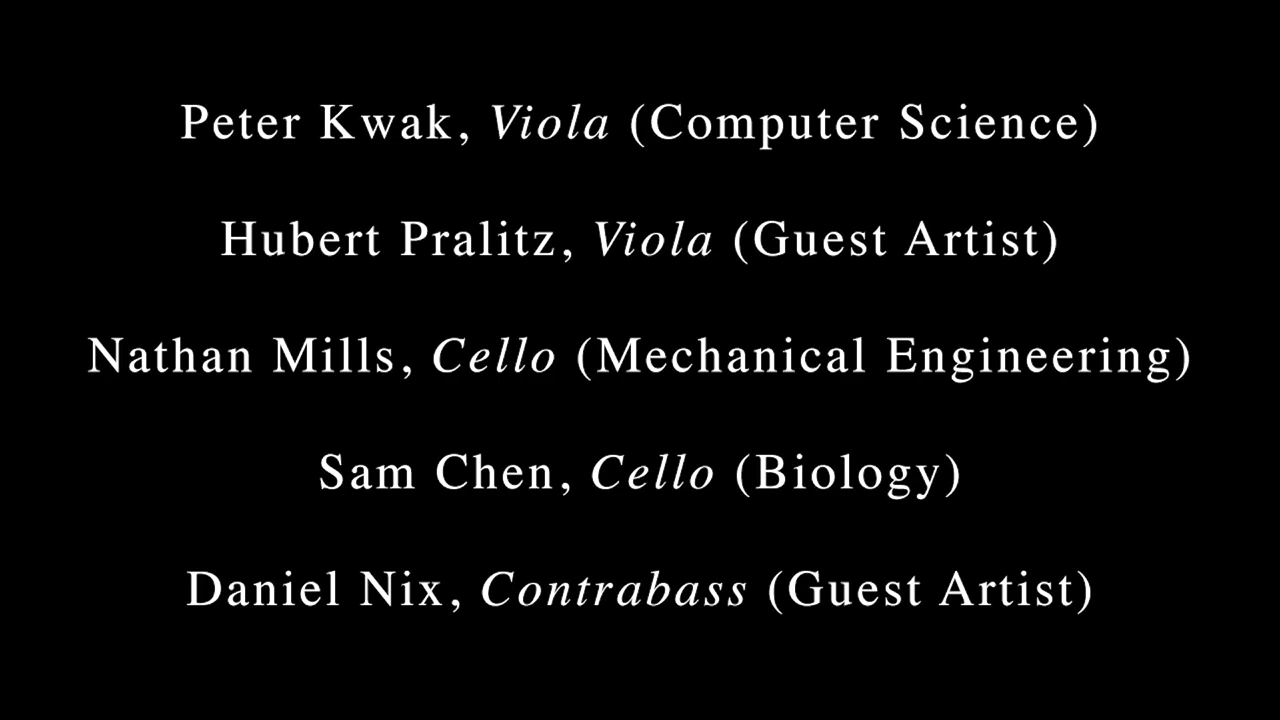 Peter Kwak, Viola (Computer Science)
Hubert Pralitz, Viola (Guest Artist)
Nathan Mills, Cello (Mechanical Engineering)
Sam Chen, Cello (Biology)
Daniel Nix, Contrabass (Guest Artist)